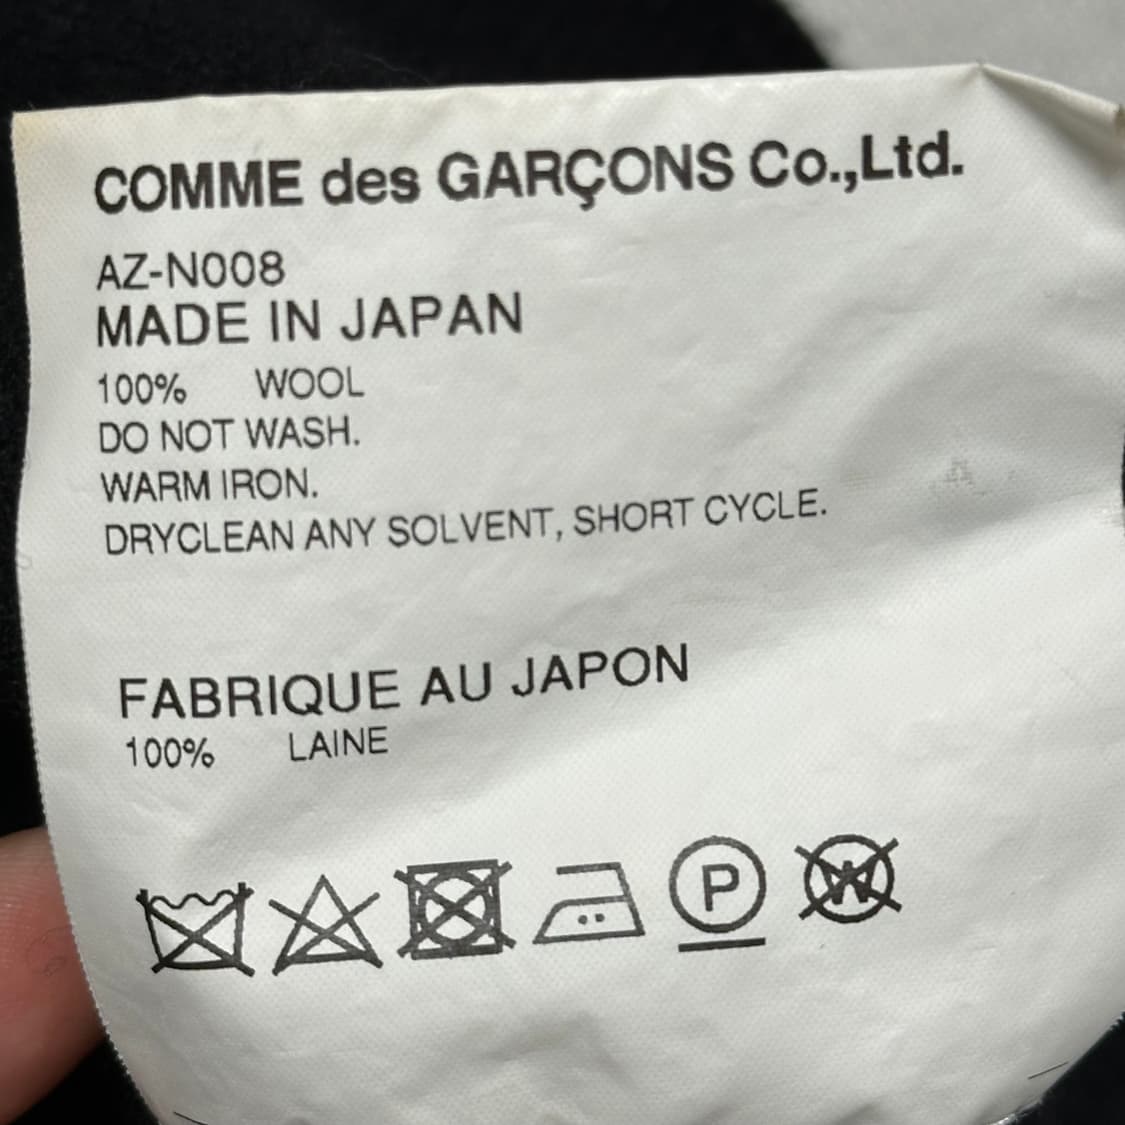 COMME des GARÇONS Co.,Ltd.
AZ-N008
MADE IN JAPAN
100% WOOL
DO NOT WASH.
WARM IRON.
DRYCLEAN ANY SOLVENT, SHORT CYCLE.
FABRIQUE AU JAPON
100% LAINE
P W